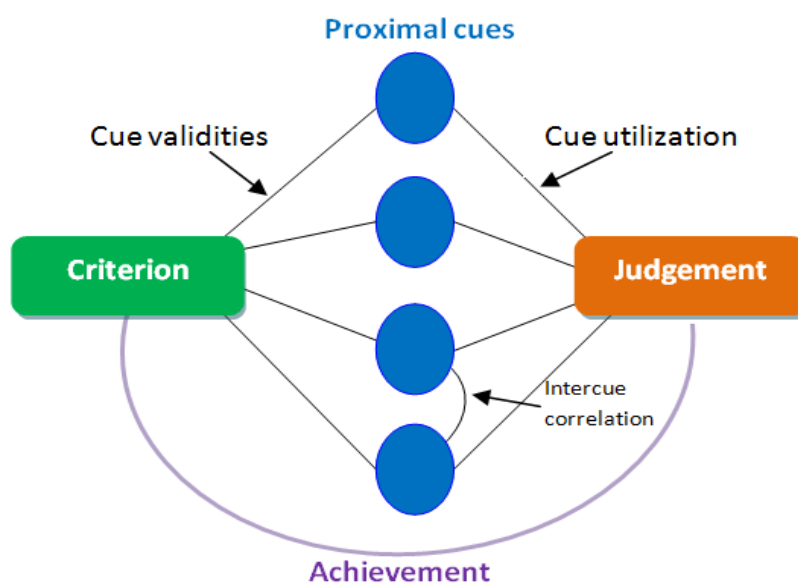 Proximal cues
Cue validities
Cue utilization
Criterion
Judgement
Intercue
correlation
Achievement